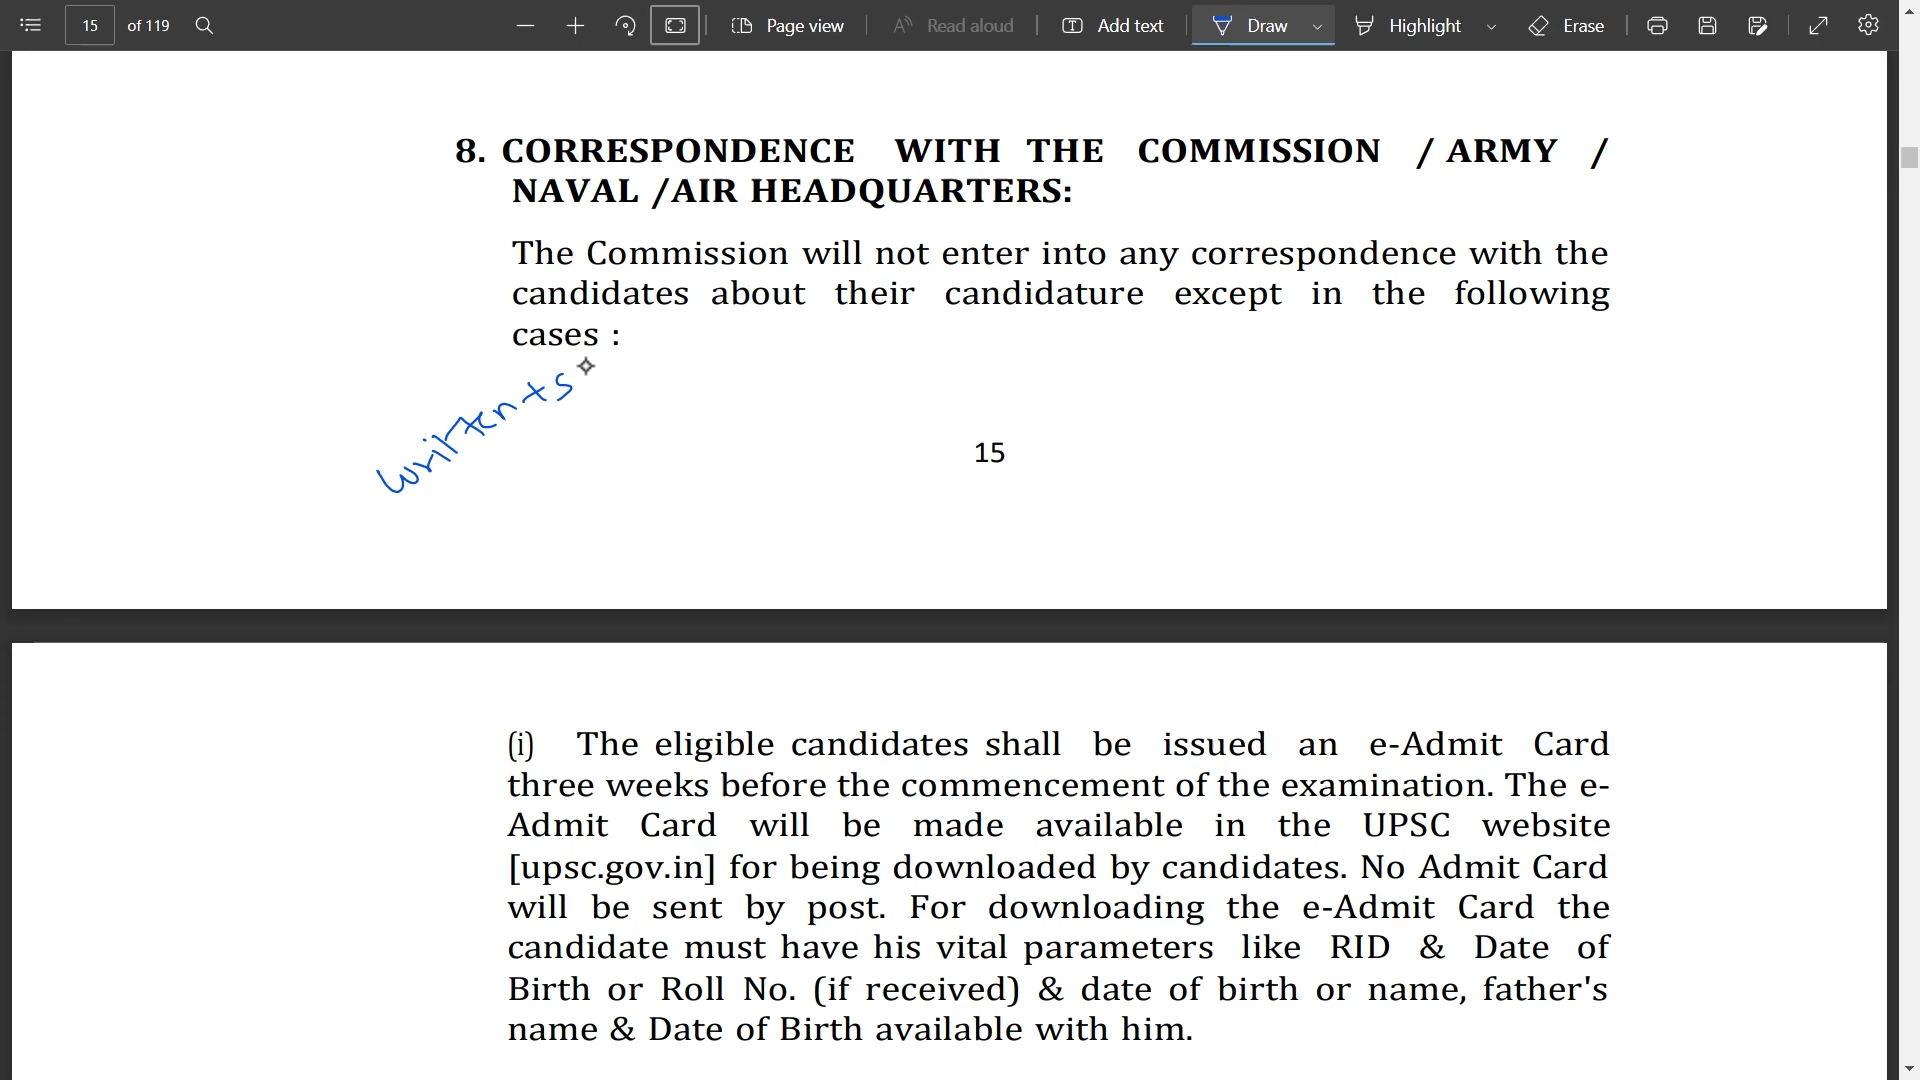 15 of 119 Page view Read aloud Add text Draw Highlight Erase
8. CORRESPONDENCE WITH THE COMMISSION / ARMY /
NAVAL /AIR HEADQUARTERS:
The Commission will not enter into any correspondence with the
candidates about their candidature except in the following
cases :
written + s
15
(i) The eligible candidates shall be issued an e-Admit Card
three weeks before the commencement of the examination. The e-
Admit Card will be made available in the UPSC website
[upsc.gov.in] for being downloaded by candidates. No Admit Card
will be sent by post. For downloading the e-Admit Card the
candidate must have his vital parameters like RID & Date of
Birth or Roll No. (if received) & date of birth or name, father's
name & Date of Birth available with him.